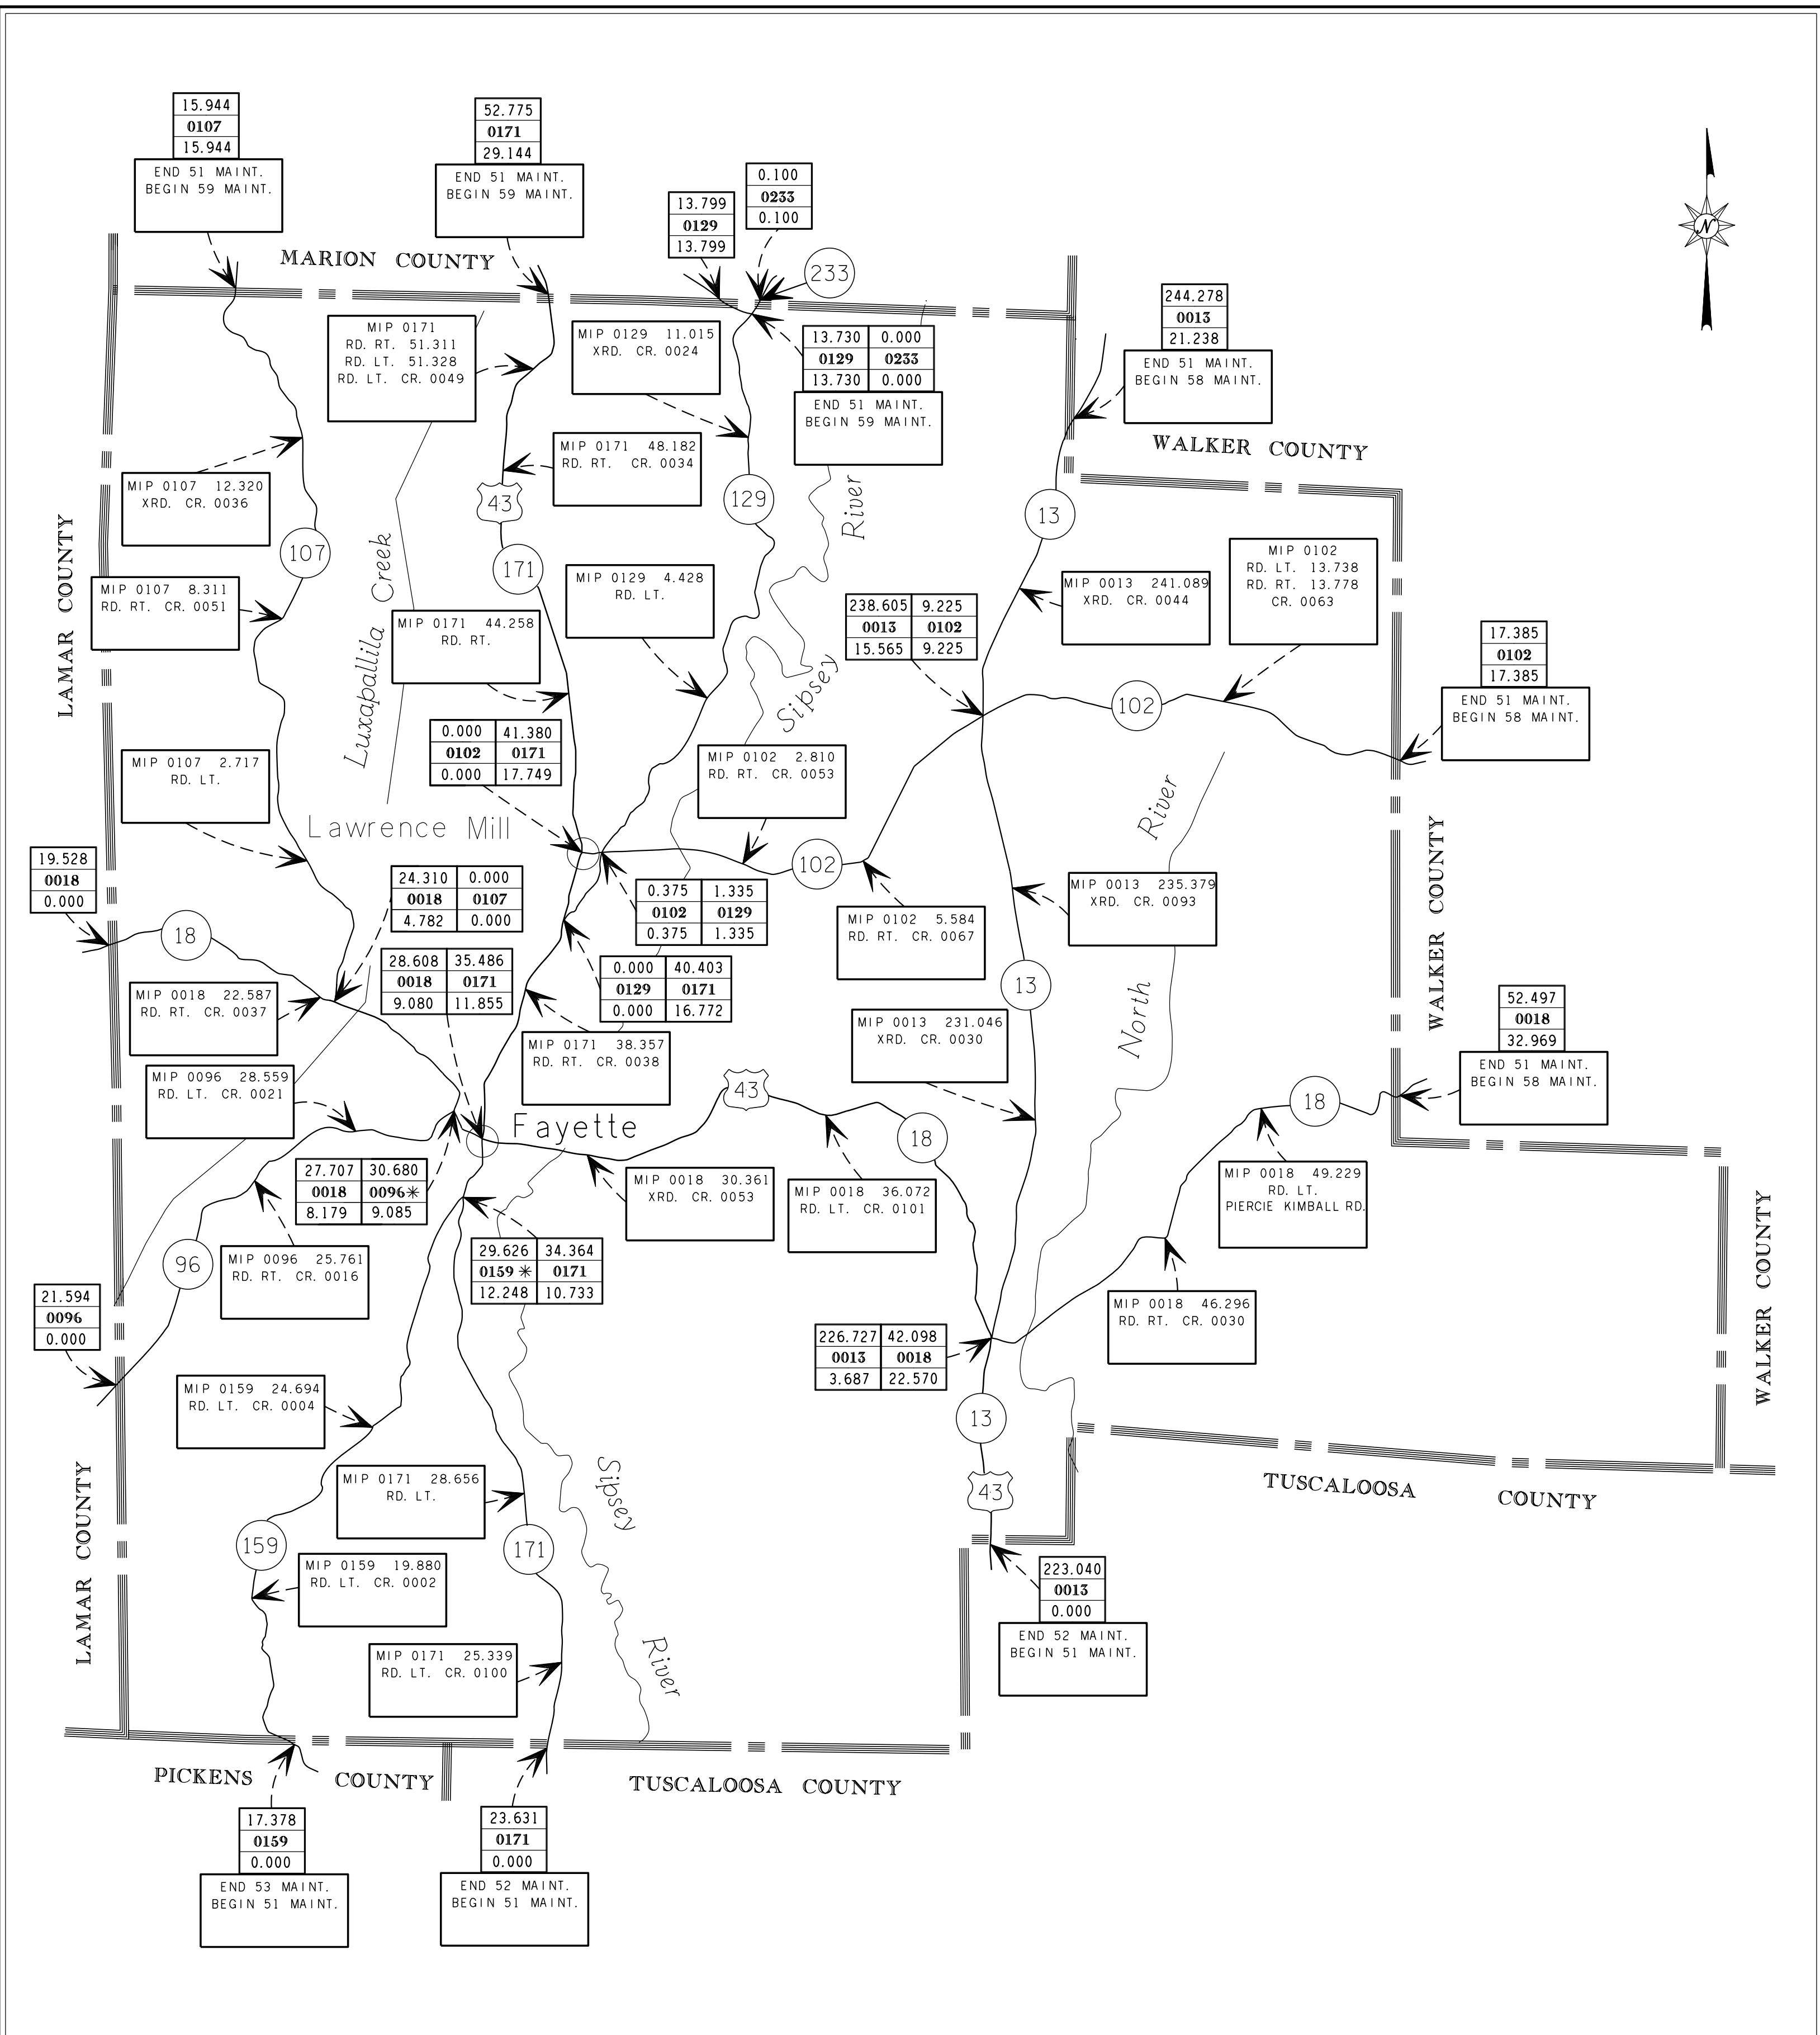 15.944
0107
15.944
END 51 MAINT.
BEGIN 59 MAINT.
52.775
0171
29.144
END 51 MAINT.
BEGIN 59 MAINT.
13.799
0129
13.799
0.100
0233
0.100
233
MARION COUNTY
N
244.278
0013
21.238
END 51 MAINT.
BEGIN 58 MAINT.
MIP 0171
RD. RT. 51.311
RD. LT. 51.328
RD. LT. CR. 0049
MIP 0129 11.015
XRD. CR. 0024
13.730 0.000
0129 0233
13.730 0.000
END 51 MAINT.
BEGIN 59 MAINT.
WALKER COUNTY
MIP 0171 48.182
RD. RT. CR. 0034
MIP 0107 12.320
XRD. CR. 0036
43
129
River
13
LAMAR COUNTY
107
171
Luxapallila Creek
MIP 0107 8.311
RD. RT. CR. 0051
MIP 0129 4.428
RD. LT.
MIP 0171 44.258
RD. RT.
238.605 9.225
0013 0102
15.565 9.225
MIP 0013 241.089
XRD. CR. 0044
MIP 0102
RD. LT. 13.738
RD. RT. 13.778
CR. 0063
17.385
0102
17.385
END 51 MAINT.
BEGIN 58 MAINT.
Sipsey
102
0.000 41.380
0102 0171
0.000 17.749
MIP 0107 2.717
RD. LT.
MIP 0102 2.810
RD. RT. CR. 0053
Lawrence Mill
River
102
WALKER COUNTY
19.528
0018
0.000
24.310 0.000
0018 0107
4.782 0.000
0.375 1.335
0102 0129
0.375 1.335
MIP 0102 5.584
RD. RT. CR. 0067
MIP 0013 235.379
XRD. CR. 0093
18
28.608 35.486
0018 0171
9.080 11.855
0.000 40.403
0129 0171
0.000 16.772
13
MIP 0018 22.587
RD. RT. CR. 0037
North
52.497
0018
32.969
END 51 MAINT.
BEGIN 58 MAINT.
MIP 0171 38.357
RD. RT. CR. 0038
MIP 0013 231.046
XRD. CR. 0030
MIP 0096 28.559
RD. LT. CR. 0021
43
18
Fayette
18
27.707 30.680
0018 0096*
8.179 9.085
MIP 0018 30.361
XRD. CR. 0053
MIP 0018 36.072
RD. LT. CR. 0101
MIP 0018 49.229
RD. LT.
PIERCIE KIMBALL RD.
WALKER COUNTY
96
MIP 0096 25.761
RD. RT. CR. 0016
29.626 34.364
0159 * 0171
12.248 10.733
21.594
0096
0.000
MIP 0018 46.296
RD. RT. CR. 0030
226.727 42.098
0013 0018
3.687 22.570
MIP 0159 24.694
RD. LT. CR. 0004
13
MIP 0171 28.656
RD. LT.
Sipsey
43
TUSCALOOSA COUNTY
LAMAR COUNTY
159
171
MIP 0159 19.880
RD. LT. CR. 0002
223.040
0013
0.000
END 52 MAINT.
BEGIN 51 MAINT.
MIP 0171 25.339
RD. LT. CR. 0100
River
PICKENS COUNTY
TUSCALOOSA COUNTY
17.378
0159
0.000
END 53 MAINT.
BEGIN 51 MAINT.
23.631
0171
0.000
END 52 MAINT.
BEGIN 51 MAINT.